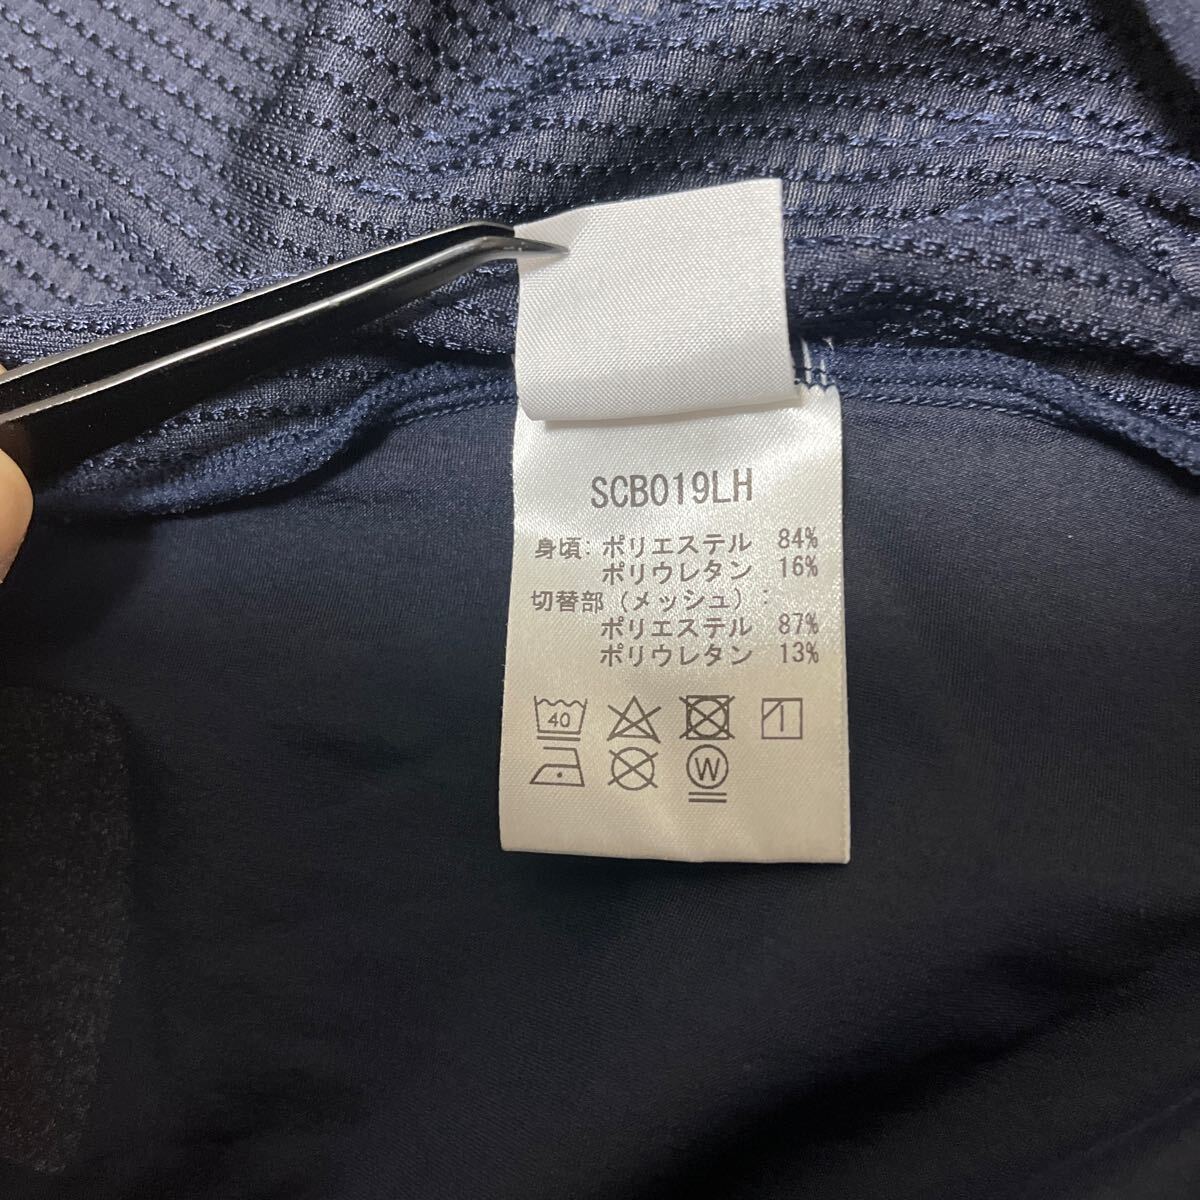 SCB019LH
身頃: ポリエステル 84%
ポリウレタン 16%
切替部（メッシュ）:
ポリエステル 87%
ポリウレタン 13%
40
W